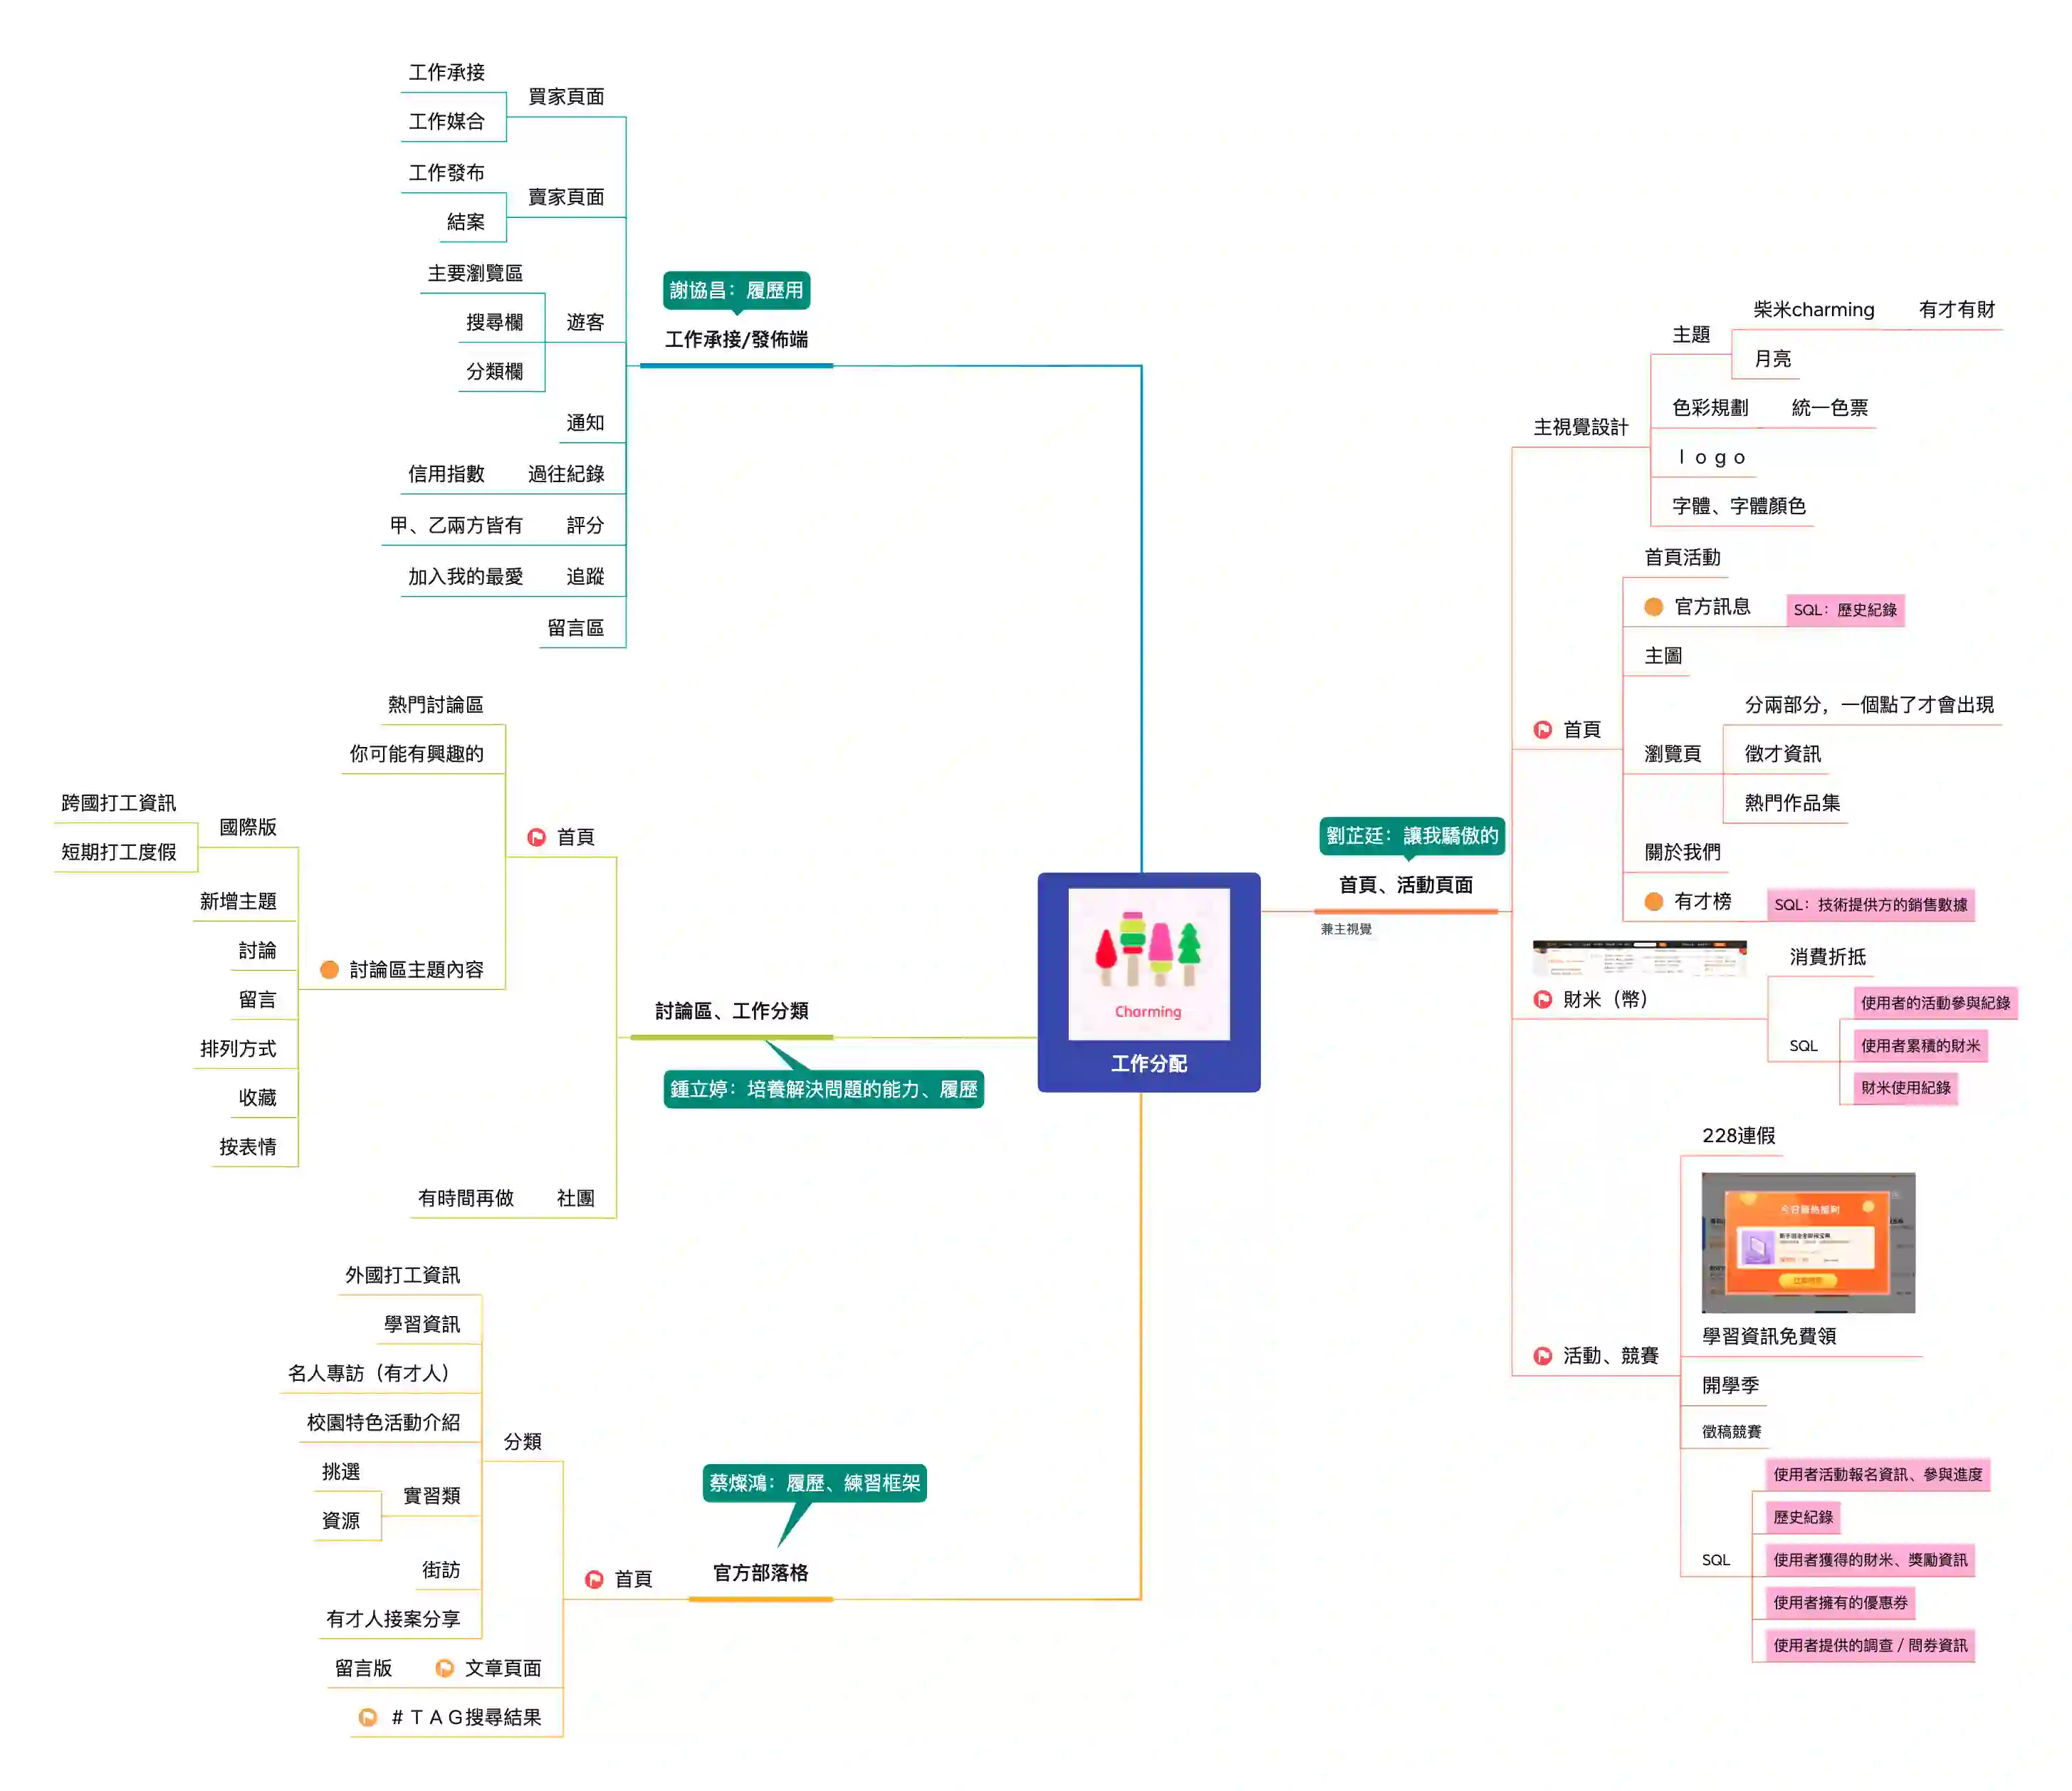 工作承接
買家頁面
工作媒合
工作發布
賣家頁面
結案
主要瀏覽區
搜尋欄
遊客
分類欄
通知
信用指數
過往紀錄
甲、乙兩方皆有
評分
加入我的最愛
追蹤
留言區
謝協昌：履歷用
工作承接/發佈端
熱門討論區
你可能有興趣的
跨國打工資訊
國際版
短期打工度假
首頁
新增主題
討論
討論區主題內容
留言
排列方式
收藏
按表情
有時間再做
社團
討論區、工作分類
鍾立婷：培養解決問題的能力、履歷
外國打工資訊
學習資訊
名人專訪（有才人）
校園特色活動介紹
分類
挑選
實習類
資源
街訪
有才人接案分享
首頁
留言版
文章頁面
#TAG搜尋結果
蔡燦鴻：履歷、練習框架
官方部落格
Charming
工作分配
劉芷廷：讓我驕傲的
首頁、活動頁面
兼主視覺
主視覺設計
主題
柴米charming
有才有財
月亮
色彩規劃
統一色票
logo
字體、字體顏色
首頁
首頁活動
官方訊息
SQL：歷史紀錄
主圖
瀏覽頁
分兩部分，一個點了才會出現
徵才資訊
熱門作品集
關於我們
有才榜
SQL：技術提供方的銷售數據
財米（幣）
消費折抵
SQL
使用者的活動參與紀錄
使用者累積的財米
財米使用紀錄
活動、競賽
228連假
學習資訊免費領
開學季
徵稿競賽
SQL
使用者活動報名資訊、參與進度
歷史紀錄
使用者獲得的財米、獎勵資訊
使用者擁有的優惠券
使用者提供的調查 / 問券資訊